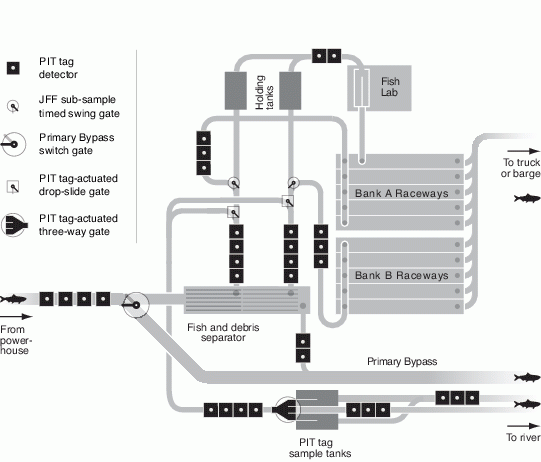 PIT tag
detector
JFF sub-sample
timed swing gate
Primary Bypass
switch gate
PIT tag-actuated
drop-slide gate
PIT tag-actuated
three-way gate
Holding
tanks
Fish
Lab
To truck
or barge
Bank A Raceways
Bank B Raceways
From
power-
house
Fish and debris
separator
Primary Bypass
PIT tag
sample tanks
To river